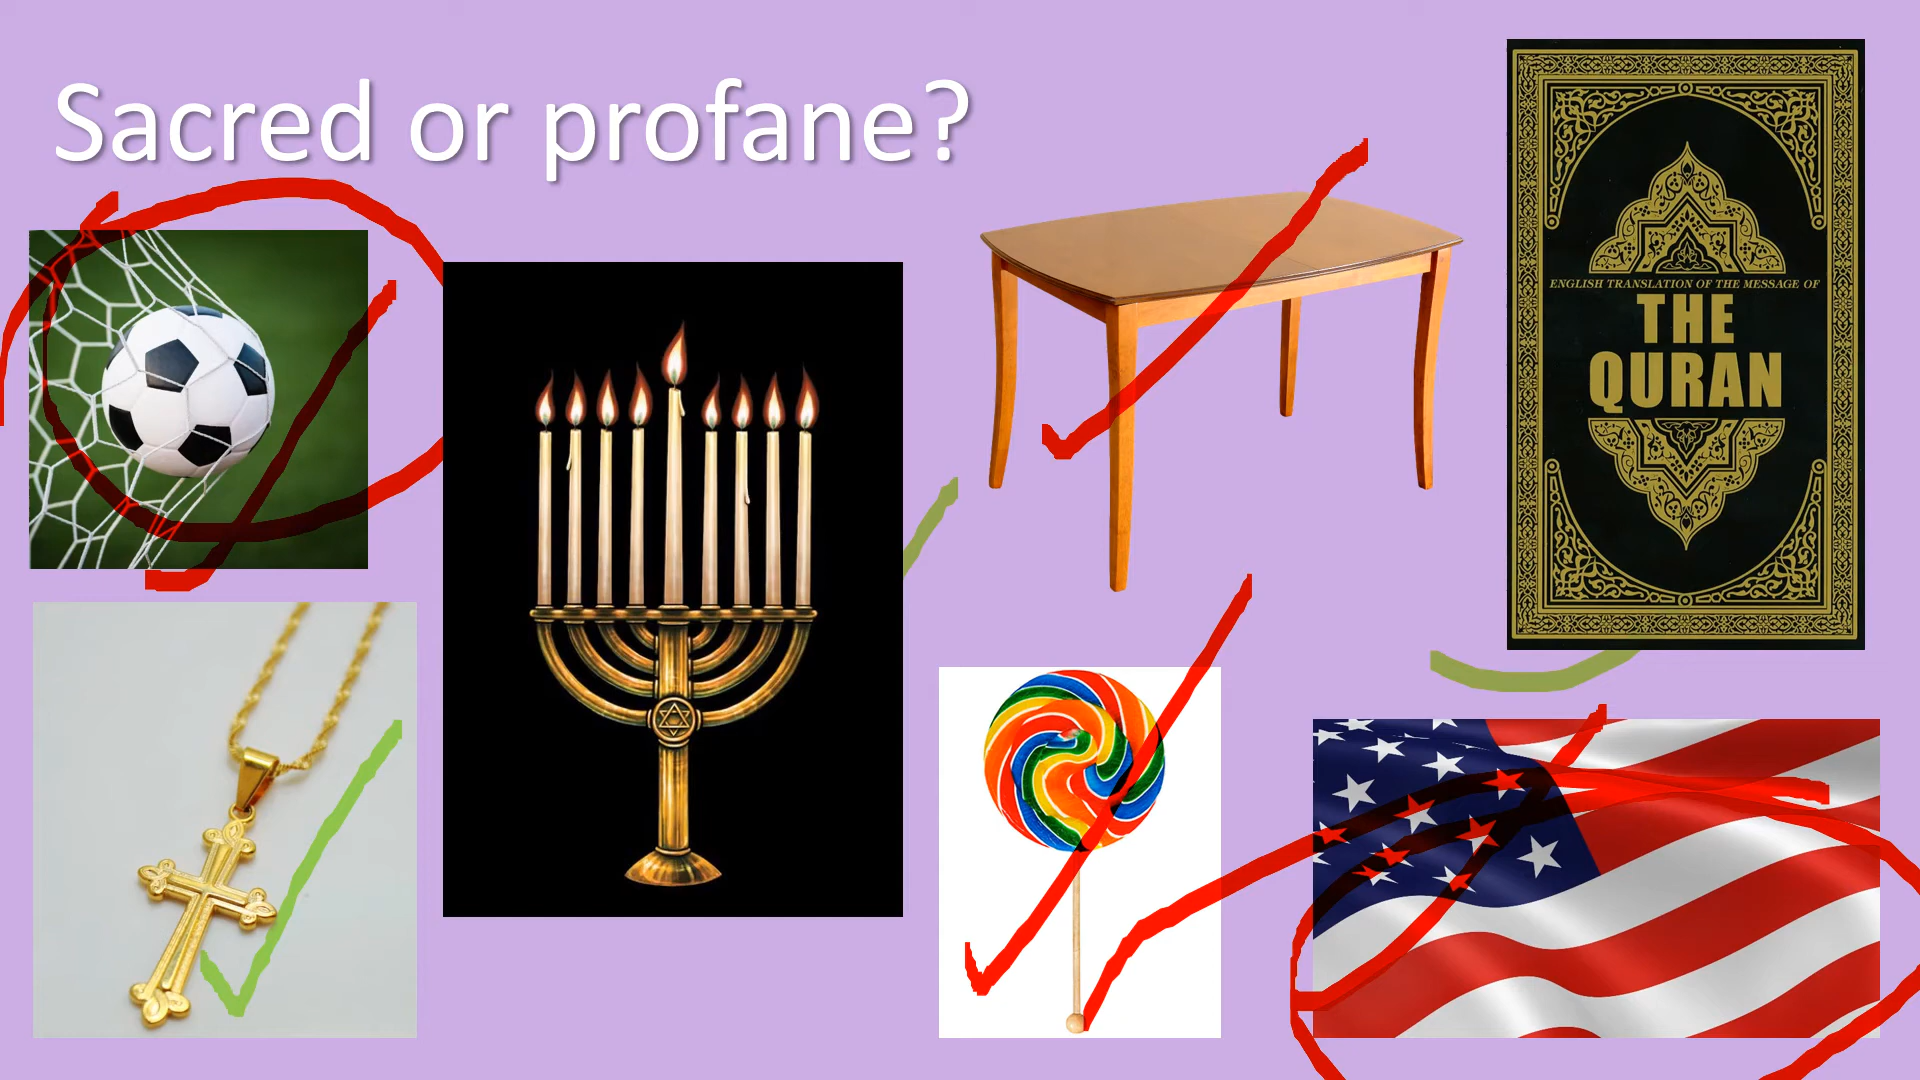 Sacred or profane?
ENGLISH TRANSLATION OF THE MESSAGE OF
THE
QURAN